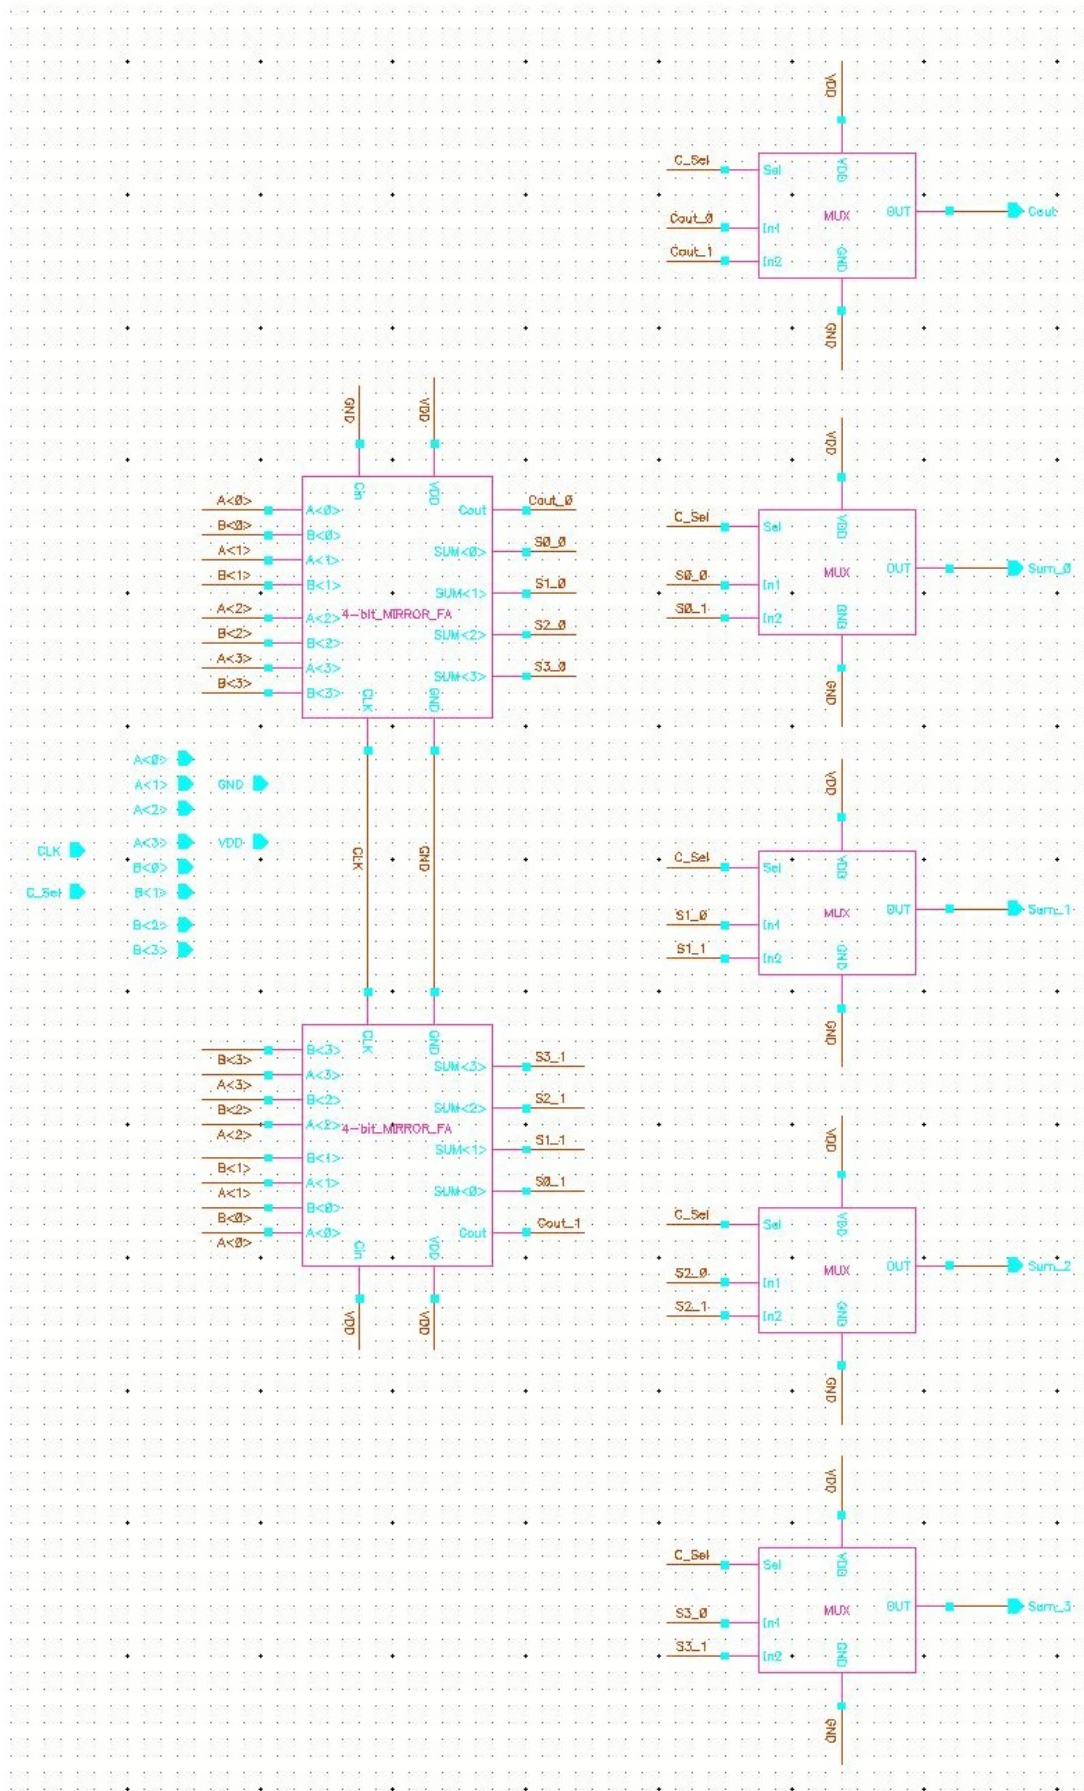 VDD
C_Sel
Sel
VDD
Cout_0
In1
MUX
OUT
Cout
Cout_1
In2
GND
GND
GND
VDD
Cin
VDD
A<0>
A<0>
Cout
Cout_0
B<0>
B<0>
A<1>
A<1>
SUM<0>
S0_0
B<1>
B<1>
SUM<1>
S1_0
A<2>
A<2>
4-bit_MIRROR_FA
B<2>
B<2>
SUM<2>
S2_0
A<3>
A<3>
SUM<3>
S3_0
B<3>
B<3>
CLK
GND
VDD
C_Sel
Sel
VDD
S0_0
In1
MUX
OUT
Sum_0
S0_1
In2
GND
GND
A<0>
A<1>
GND
A<2>
A<3>
VDD
CLK
B<0>
C_Sel
B<1>
B<2>
B<3>
CLK
GND
VDD
C_Sel
Sel
VDD
S1_0
In1
MUX
OUT
Sum_1
S1_1
In2
GND
GND
CLK
GND
B<3>
B<3>
SUM<3>
S3_1
A<3>
A<3>
B<2>
B<2>
SUM<2>
S2_1
A<2>
A<2>
4-bit_MIRROR_FA
B<1>
B<1>
SUM<1>
S1_1
A<1>
A<1>
SUM<0>
S0_1
B<0>
B<0>
A<0>
A<0>
Cout
Cout_1
Cin
VDD
VDD
VDD
VDD
C_Sel
Sel
VDD
S2_0
In1
MUX
OUT
Sum_2
S2_1
In2
GND
GND
VDD
C_Sel
Sel
VDD
S3_0
In1
MUX
OUT
Sum_3
S3_1
In2
GND
GND